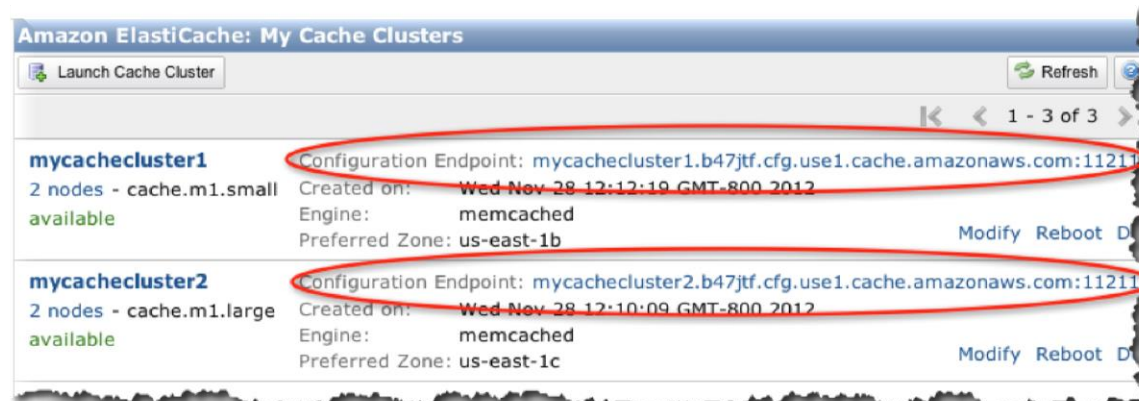 Amazon ElastiCache: My Cache Clusters
Launch Cache Cluster Refresh
1 - 3 of 3
mycachecluster1 Configuration Endpoint: mycachecluster1.b47jtf.cfg.use1.cache.amazonaws.com:11211
2 nodes - cache.m1.small Created on: Wed Nov 28 12:12:19 GMT-800 2012
available Engine: memcached
Preferred Zone: us-east-1b Modify Reboot D
mycachecluster2 Configuration Endpoint: mycachecluster2.b47jtf.cfg.use1.cache.amazonaws.com:11211
2 nodes - cache.m1.large Created on: Wed Nov 28 12:10:09 GMT-800 2012
available Engine: memcached
Preferred Zone: us-east-1c Modify Reboot D